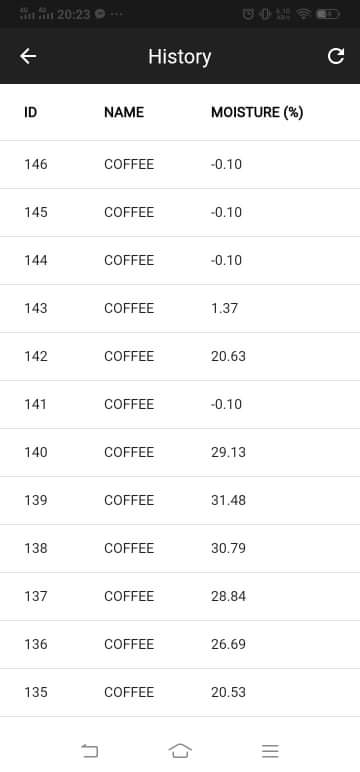 4G 4G 20:23 ...
History
ID NAME MOISTURE (%)
146 COFFEE -0.10
145 COFFEE -0.10
144 COFFEE -0.10
143 COFFEE 1.37
142 COFFEE 20.63
141 COFFEE -0.10
140 COFFEE 29.13
139 COFFEE 31.48
138 COFFEE 30.79
137 COFFEE 28.84
136 COFFEE 26.69
135 COFFEE 20.53